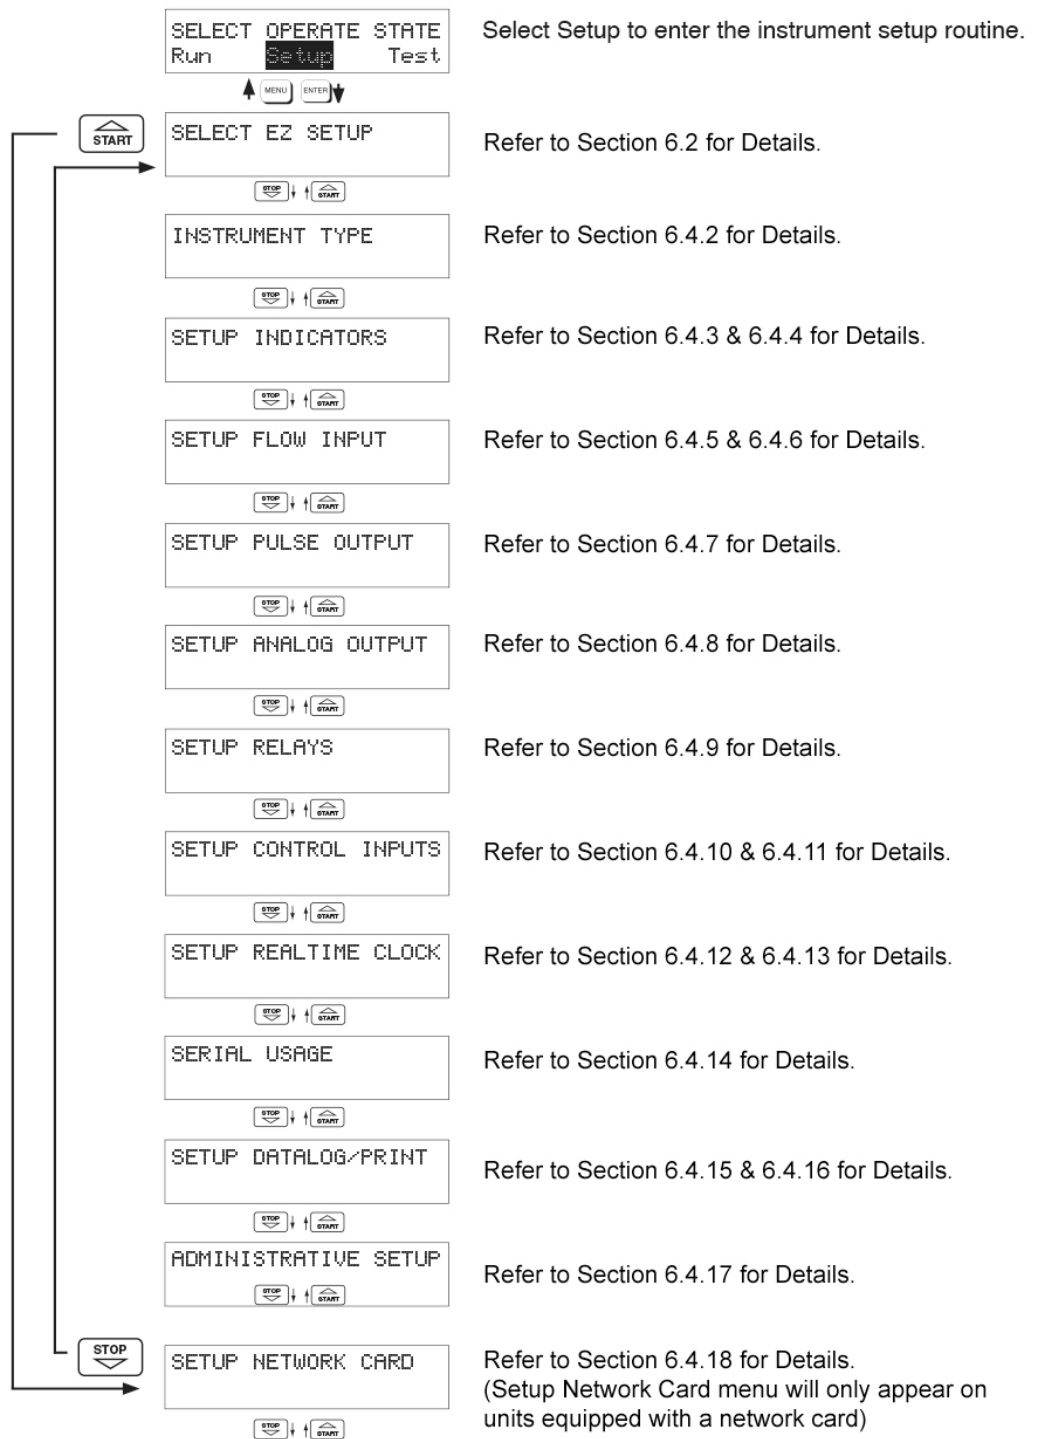 SELECT OPERATE STATE
Run Setup Test
Select Setup to enter the instrument setup routine.
MENU ENTER
START
SELECT EZ SETUP
Refer to Section 6.2 for Details.
STOP START
INSTRUMENT TYPE
Refer to Section 6.4.2 for Details.
STOP START
SETUP INDICATORS
Refer to Section 6.4.3 & 6.4.4 for Details.
STOP START
SETUP FLOW INPUT
Refer to Section 6.4.5 & 6.4.6 for Details.
STOP START
SETUP PULSE OUTPUT
Refer to Section 6.4.7 for Details.
STOP START
SETUP ANALOG OUTPUT
Refer to Section 6.4.8 for Details.
STOP START
SETUP RELAYS
Refer to Section 6.4.9 for Details.
STOP START
SETUP CONTROL INPUTS
Refer to Section 6.4.10 & 6.4.11 for Details.
STOP START
SETUP REALTIME CLOCK
Refer to Section 6.4.12 & 6.4.13 for Details.
STOP START
SERIAL USAGE
Refer to Section 6.4.14 for Details.
STOP START
SETUP DATALOG/PRINT
Refer to Section 6.4.15 & 6.4.16 for Details.
STOP START
ADMINISTRATIVE SETUP
Refer to Section 6.4.17 for Details.
STOP START
STOP
SETUP NETWORK CARD
Refer to Section 6.4.18 for Details.
(Setup Network Card menu will only appear on
units equipped with a network card)
STOP START